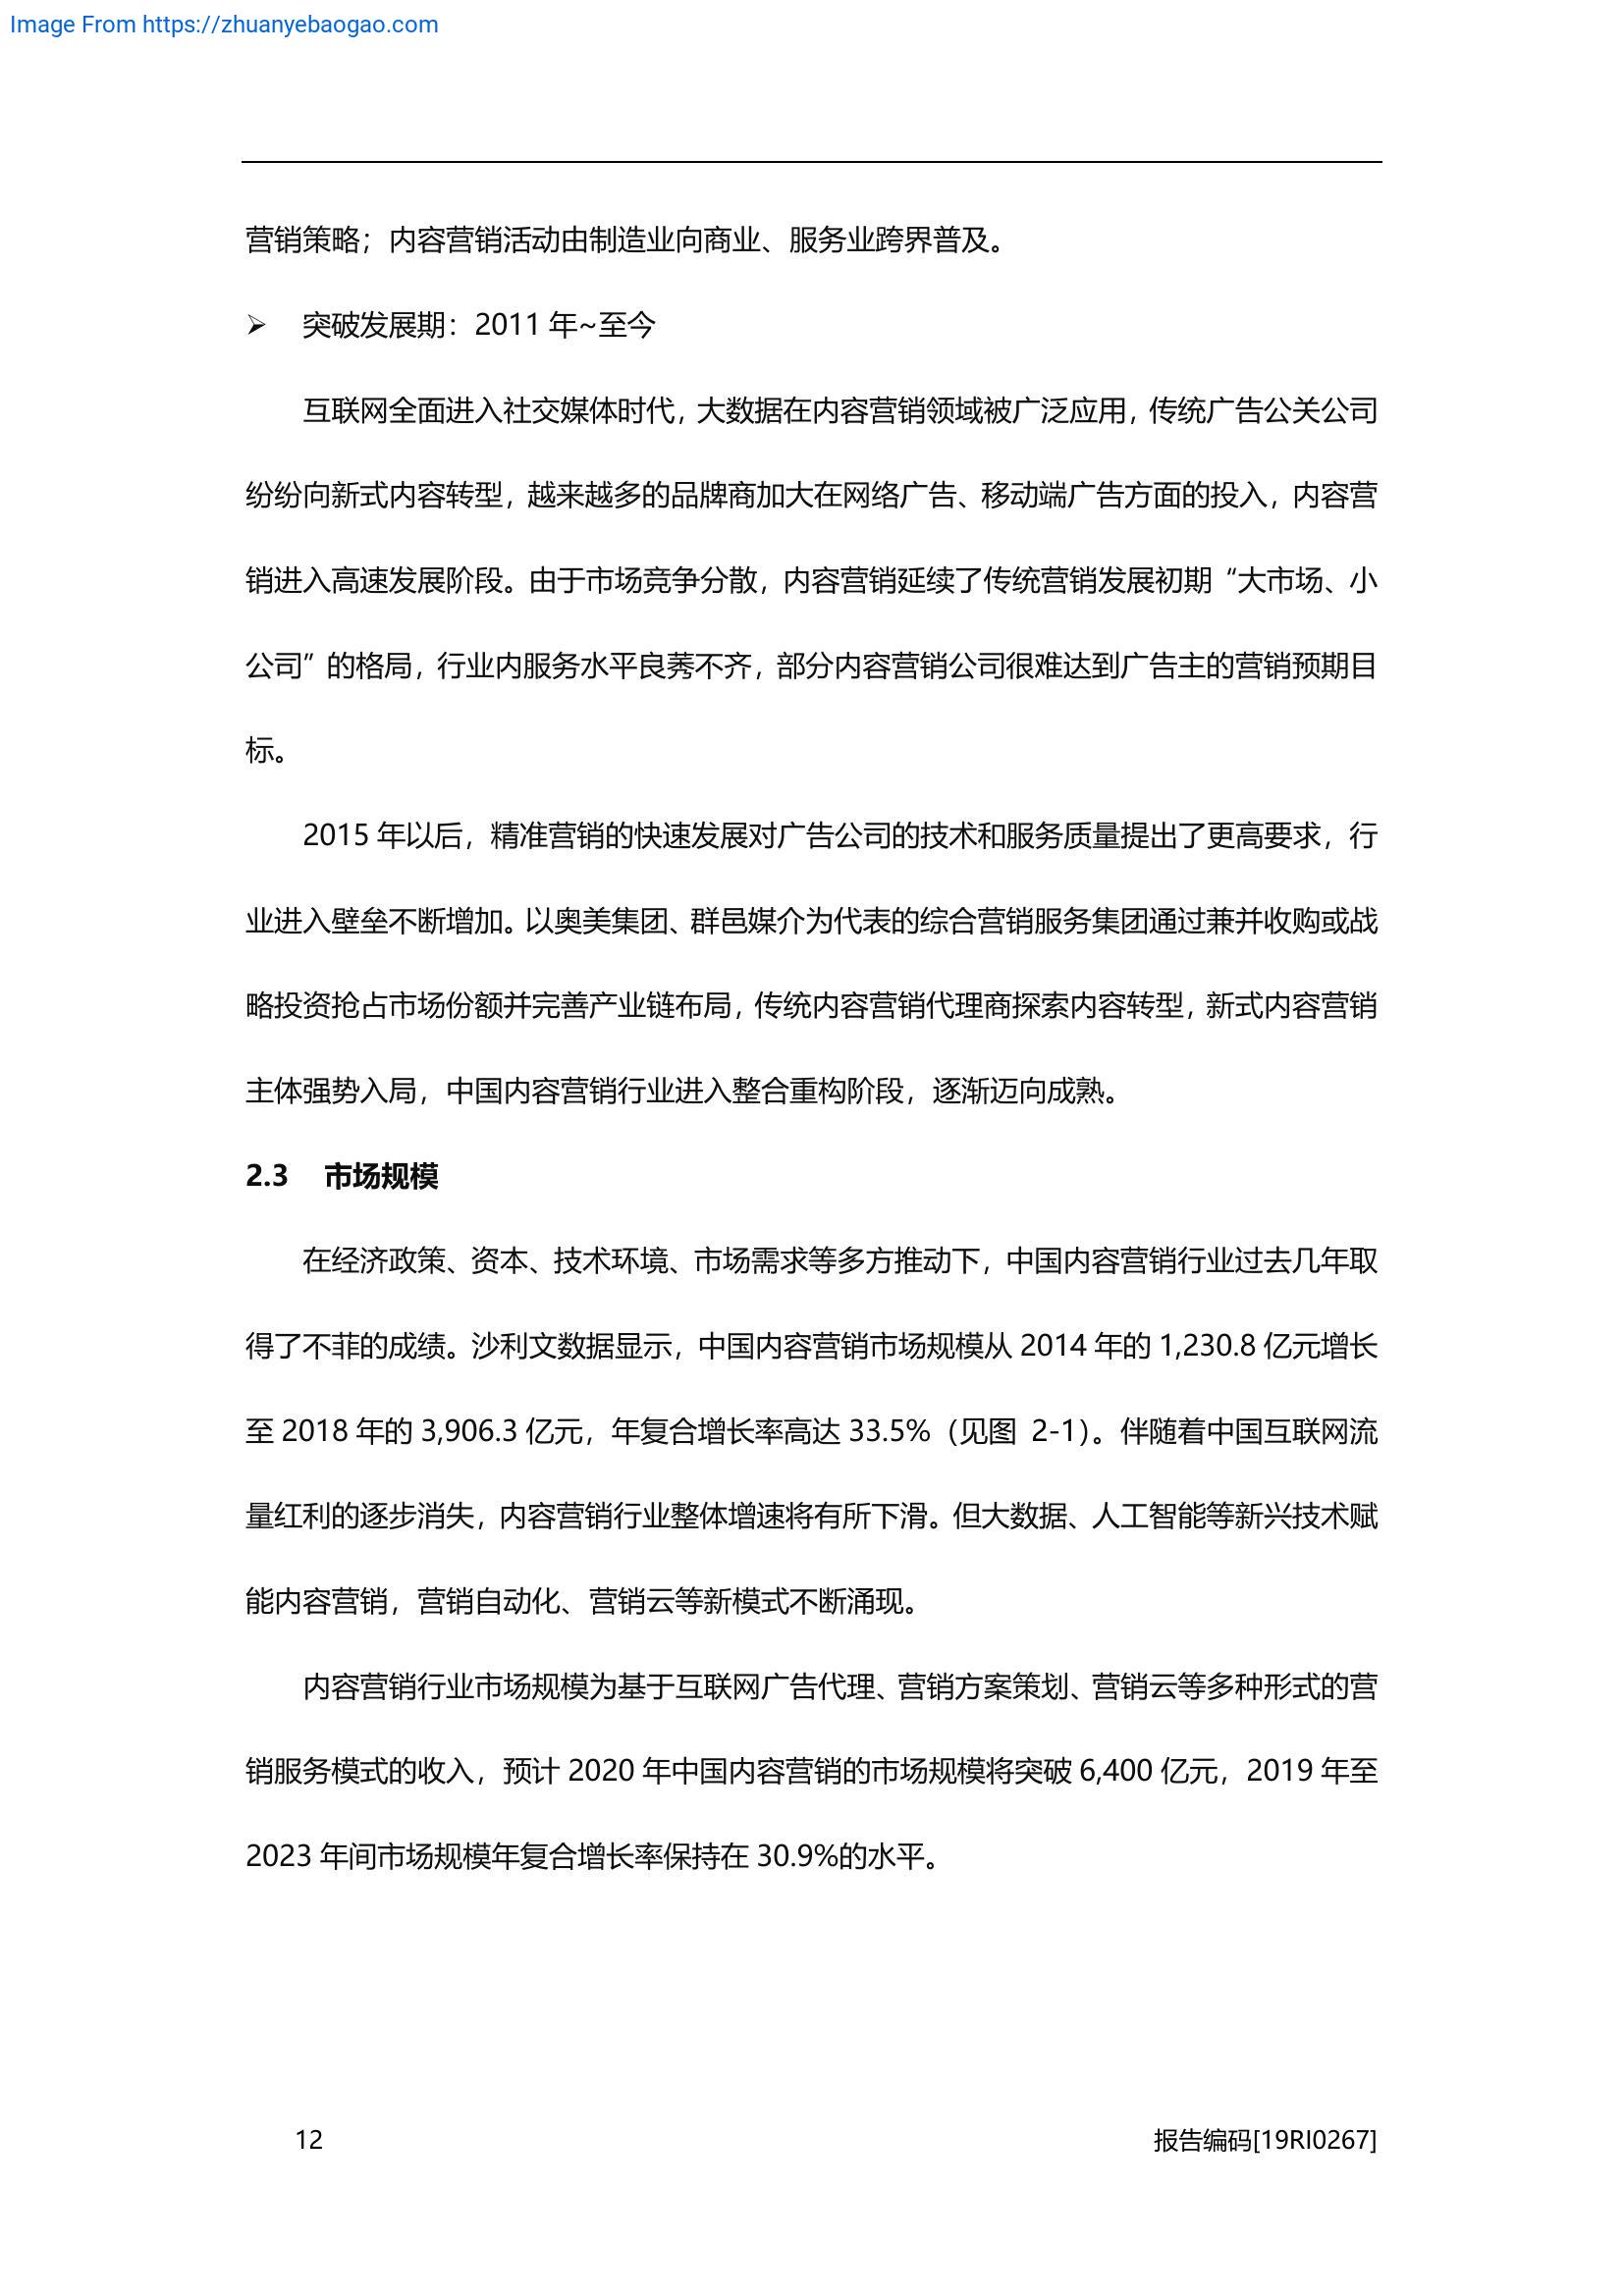 Image From https://zhuanyebaogao.com
营销策略；内容营销活动由制造业向商业、服务业跨界普及。
➢ 突破发展期：2011 年~至今
互联网全面进入社交媒体时代，大数据在内容营销领域被广泛应用，传统广告公关公司
纷纷向新式内容转型，越来越多的品牌商加大在网络广告、移动端广告方面的投入，内容营
销进入高速发展阶段。由于市场竞争分散，内容营销延续了传统营销发展初期“大市场、小
公司”的格局，行业内服务水平良莠不齐，部分内容营销公司很难达到广告主的营销预期目
标。
2015 年以后，精准营销的快速发展对广告公司的技术和服务质量提出了更高要求，行
业进入壁垒不断增加。以奥美集团、群邑媒介为代表的综合营销服务集团通过兼并收购或战
略投资抢占市场份额并完善产业链布局，传统内容营销代理商探索内容转型，新式内容营销
主体强势入局，中国内容营销行业进入整合重构阶段，逐渐迈向成熟。
2.3 市场规模
在经济政策、资本、技术环境、市场需求等多方推动下，中国内容营销行业过去几年取
得了不菲的成绩。沙利文数据显示，中国内容营销市场规模从 2014 年的 1,230.8 亿元增长
至 2018 年的 3,906.3 亿元，年复合增长率高达 33.5%（见图 2-1）。伴随着中国互联网流
量红利的逐步消失，内容营销行业整体增速将有所下滑。但大数据、人工智能等新兴技术赋
能内容营销，营销自动化、营销云等新模式不断涌现。
内容营销行业市场规模为基于互联网广告代理、营销方案策划、营销云等多种形式的营
销服务模式的收入，预计 2020 年中国内容营销的市场规模将突破 6,400 亿元，2019 年至
2023 年间市场规模年复合增长率保持在 30.9%的水平。
12 报告编码[19RI0267]